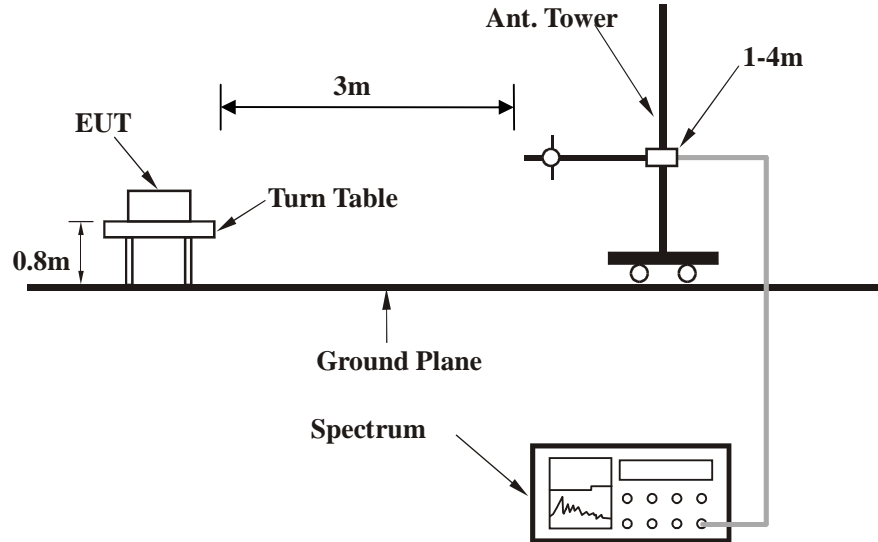 Ant. Tower
1-4m
3m
EUT
Turn Table
0.8m
Ground Plane
Spectrum